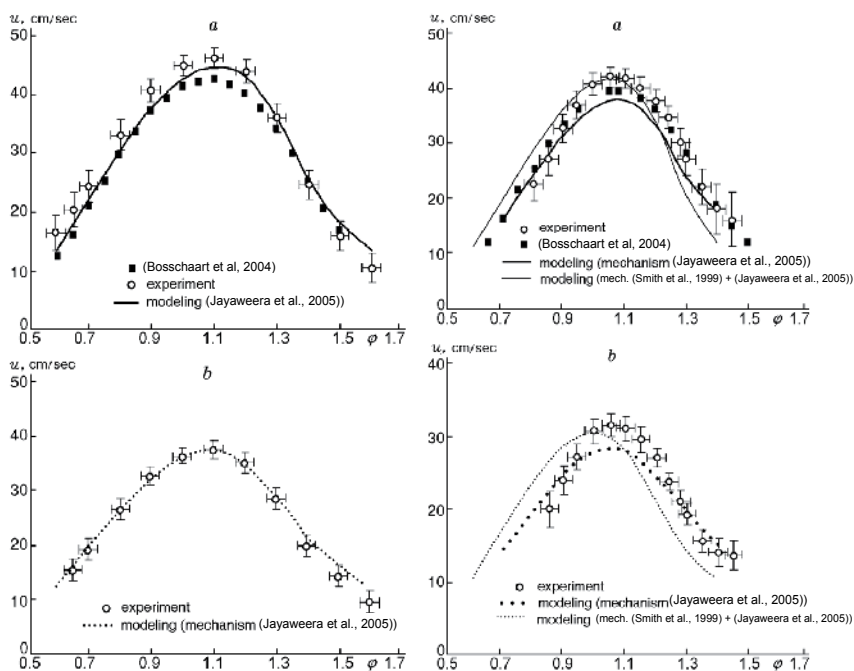 u, cm/sec
a
50
40
30
20
10
0
0.5
0.7
0.9
1.1
1.3
1.5
φ
1.7
(Bosschaart et al, 2004)
experiment
modeling (Jayaweera et al., 2005))
u, cm/sec
a
50
40
30
20
10
0
0.5
0.7
0.9
1.1
1.3
1.5
φ
1.7
experiment
(Bosschaart et al, 2004)
modeling (mechanism (Jayaweera et al., 2005))
modeling (mech. (Smith et al., 1999) + (Jayaweera et al., 2005))
u, cm/sec
b
50
40
30
20
10
0
0.5
0.7
0.9
1.1
1.3
1.5
φ
1.7
experiment
modeling (mechanism (Jayaweera et al., 2005))
u, cm/sec
b
40
30
20
10
0
0.5
0.7
0.9
1.1
1.3
1.5
φ
1.7
experiment
modeling (mechanism (Jayaweera et al., 2005))
modeling (mech. (Smith et al., 1999) + (Jayaweera et al., 2005))